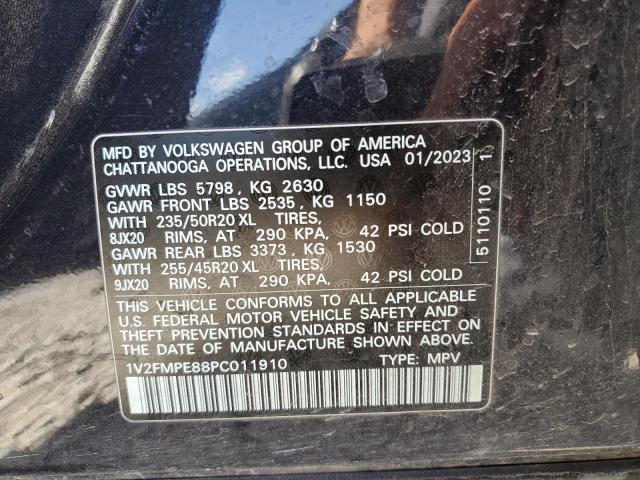 MFD BY VOLKSWAGEN GROUP OF AMERICA
CHATTANOOGA OPERATIONS, LLC. USA 01/2023
GVWR LBS 5798, KG 2630
GAWR FRONT LBS 2535, KG 1150
WITH 235/50R20 XL TIRES,
8JX20 RIMS, AT 290 KPA, 42 PSI COLD
GAWR REAR LBS 3373, KG 1530
WITH 255/45R20 XL TIRES,
9JX20 RIMS, AT 290 KPA, 42 PSI COLD
THIS VEHICLE CONFORMS TO ALL APPLICABLE
U.S. FEDERAL MOTOR VEHICLE SAFETY BUMPER AND
THEFT PREVENTION STANDARDS IN EFFECT ON
THE DATE OF MANUFACTURE SHOWN ABOVE.
1V2FMPE88PC011910 TYPE: MPV
5110110 1